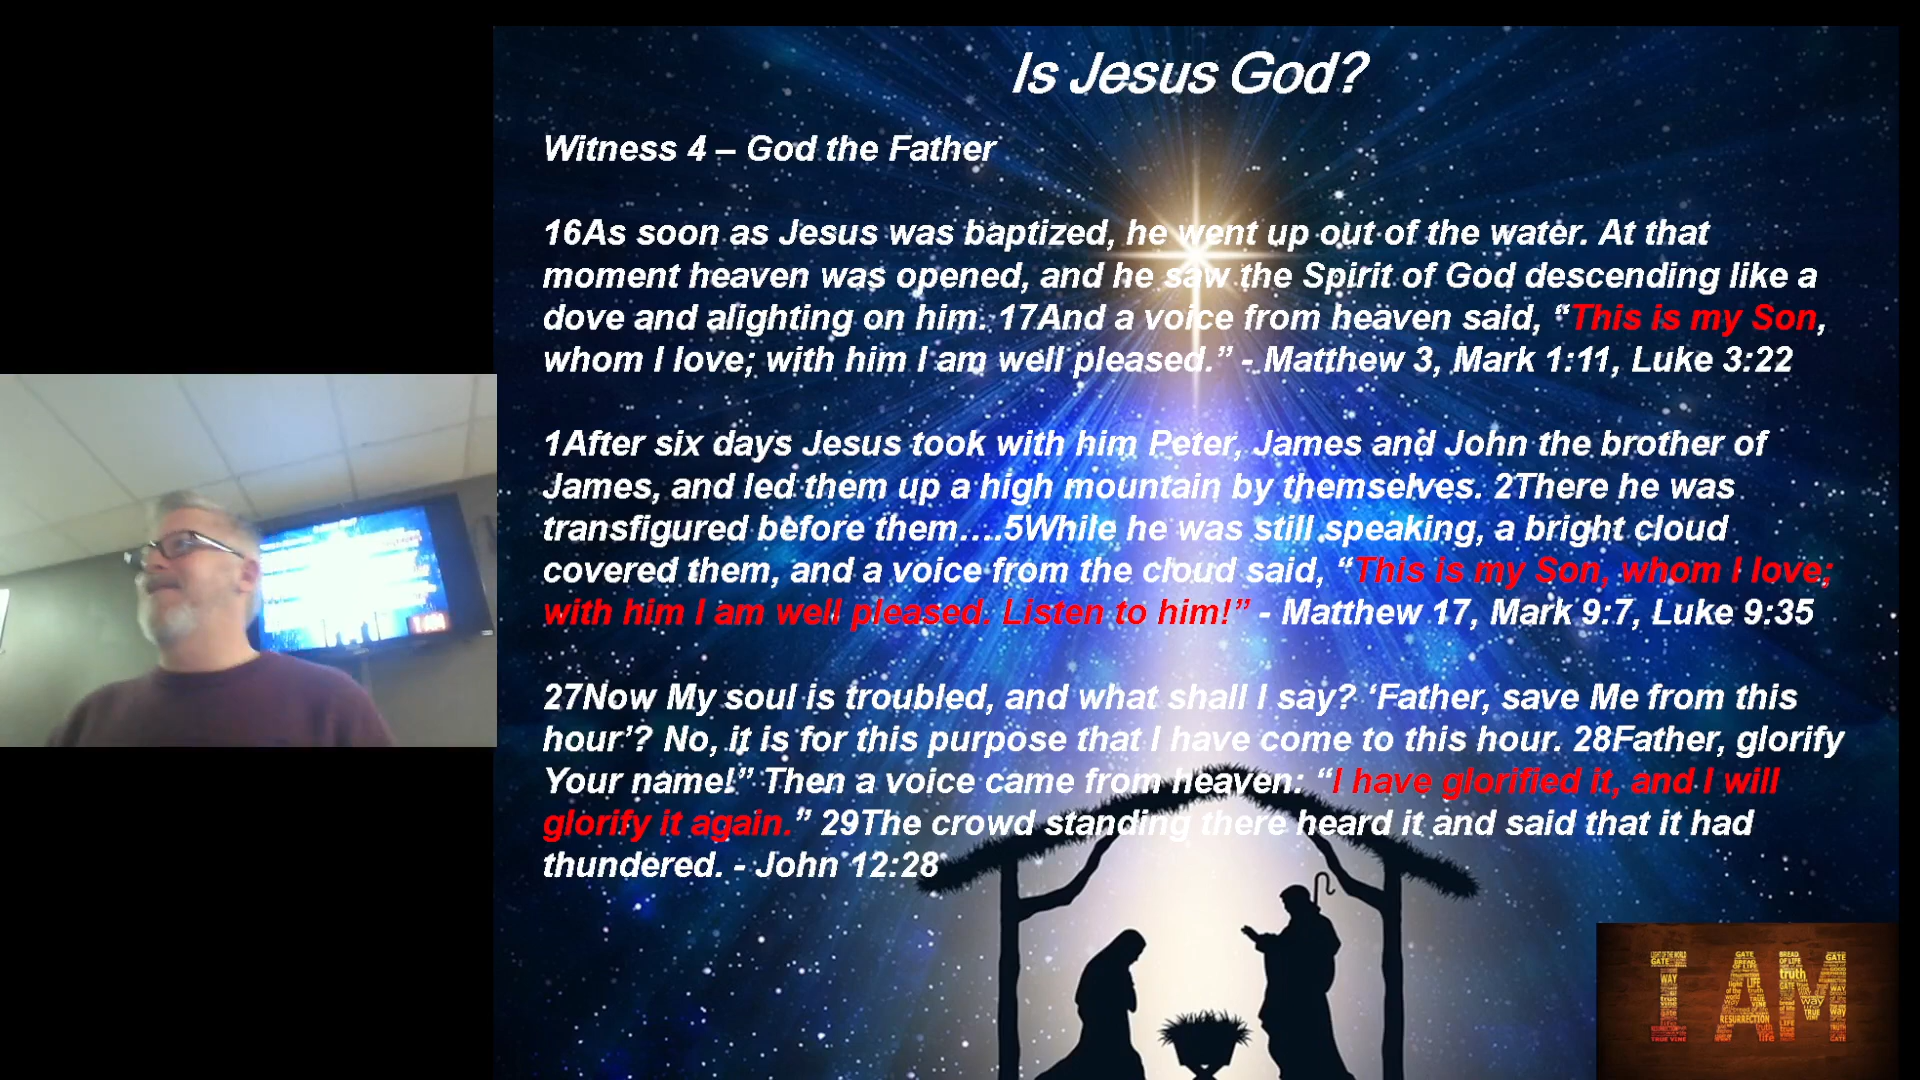 Is Jesus God?
Witness 4 – God the Father
16As soon as Jesus was baptized, he went up out of the water. At that
moment heaven was opened, and he saw the Spirit of God descending like a
dove and alighting on him. 17And a voice from heaven said, “This is my Son,
whom I love; with him I am well pleased.” - Matthew 3, Mark 1:11, Luke 3:22
1After six days Jesus took with him Peter, James and John the brother of
James, and led them up a high mountain by themselves. 2There he was
transfigured before them….5While he was still speaking, a bright cloud
covered them, and a voice from the cloud said, “This is my Son, whom I love;
with him I am well pleased. Listen to him!” - Matthew 17, Mark 9:7, Luke 9:35
27Now My soul is troubled, and what shall I say? ‘Father, save Me from this
hour’? No, it is for this purpose that I have come to this hour. 28Father, glorify
Your name!” Then a voice came from heaven: “I have glorified it, and I will
glorify it again.” 29The crowd standing there heard it and said that it had
thundered. - John 12:28
I AM